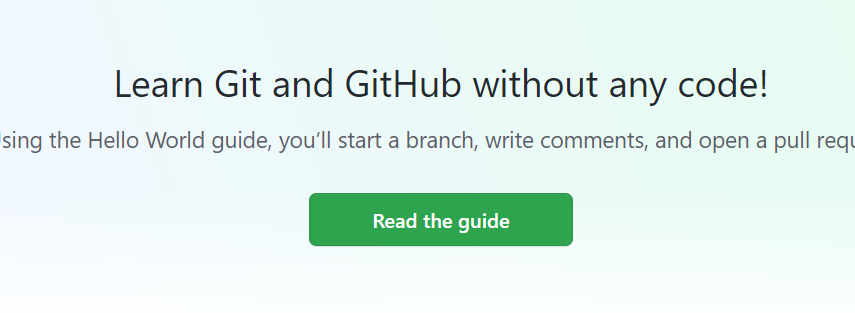 Learn Git and GitHub without any code!
sing the Hello World guide, you’ll start a branch, write comments, and open a pull requ
Read the guide